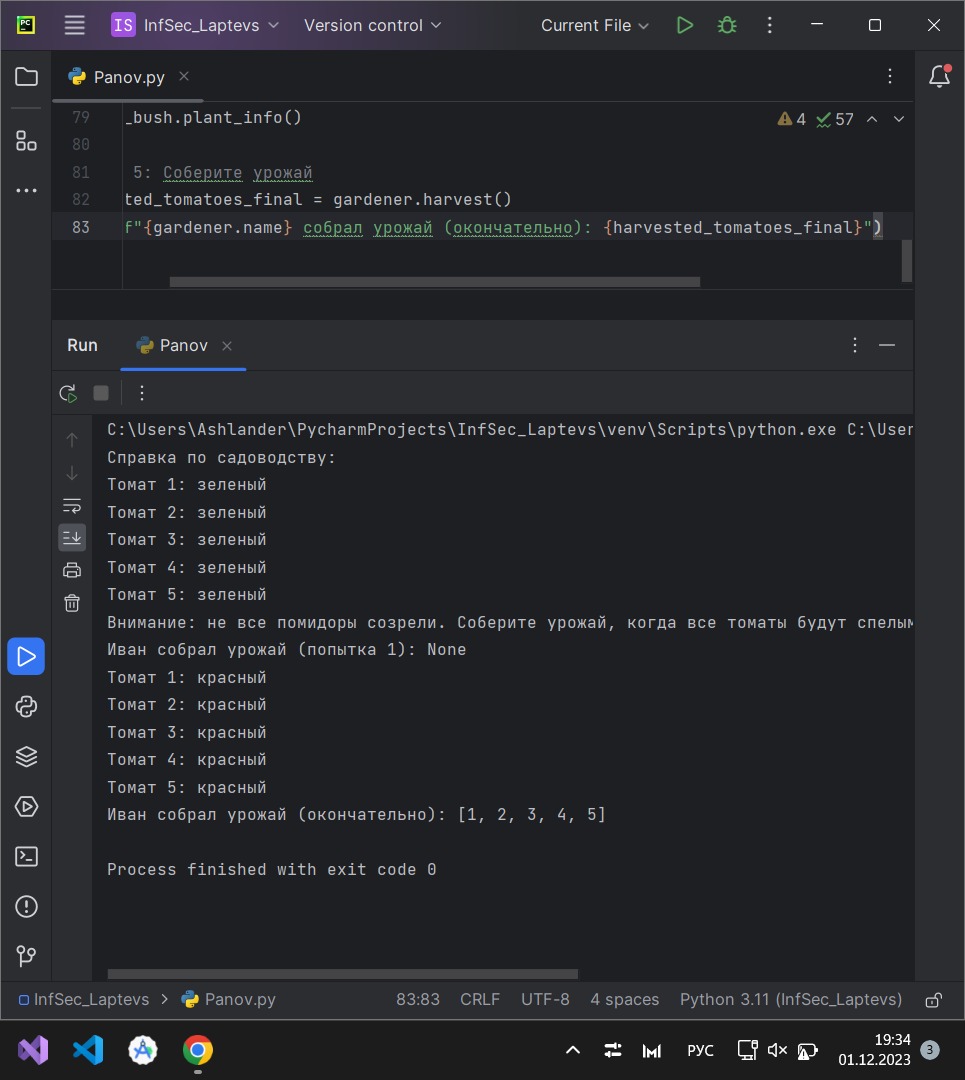 PC
IS InfSec_Laptevs Version control Current File
Panov.py
79 _bush.plant_info() 4 57
80
81 5: Соберите урожай
82 ted_tomatoes_final = gardener.harvest()
83 f"{gardener.name} собрал урожай (окончательно): {harvested_tomatoes_final}")
Run Panov
C:\Users\Ashlander\PycharmProjects\InfSec_Laptevs\venv\Scripts\python.exe C:\User
Справка по садоводству:
Томат 1: зеленый
Томат 2: зеленый
Томат 3: зеленый
Томат 4: зеленый
Томат 5: зеленый
Внимание: не все помидоры созрели. Соберите урожай, когда все томаты будут спелым
Иван собрал урожай (попытка 1): None
Томат 1: красный
Томат 2: красный
Томат 3: красный
Томат 4: красный
Томат 5: красный
Иван собрал урожай (окончательно): [1, 2, 3, 4, 5]
Process finished with exit code 0
InfSec_Laptevs Panov.py 83:83 CRLF UTF-8 4 spaces Python 3.11 (InfSec_Laptevs)
РУС 19:34
01.12.2023 3